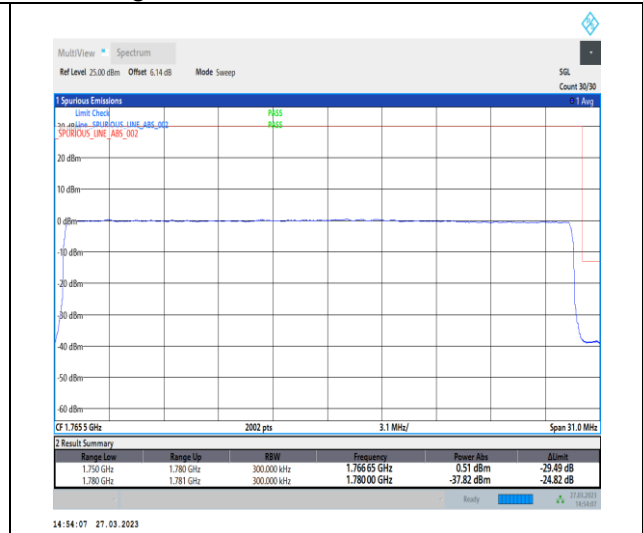 MultiView Spectrum
Ref Level 25.00 dBm Offset 6.14 dB Mode Sweep SGL
Count 30/30
1 Spurious Emissions 1 Avg
Limit Check PASS
Line SPURIOUS_LINE_ABS_002 PASS
SPURIOUS_LINE_ABS_002
20 dBm
10 dBm
0 dBm
-10 dBm
-20 dBm
-30 dBm
-40 dBm
-50 dBm
-60 dBm
CF 1.765 5 GHz 2002 pts 3.1 MHz/ Span 31.0 MHz
2 Result Summary
Range Low Range Up RBW Frequency Power Abs ΔLimit
1.750 GHz 1.780 GHz 300.000 kHz 1.766 65 GHz 0.51 dBm -29.49 dB
1.780 GHz 1.781 GHz 300.000 kHz 1.780 00 GHz -37.82 dBm -24.82 dB
Ready 27.03.2023
14:54:07
14:54:07 27.03.2023